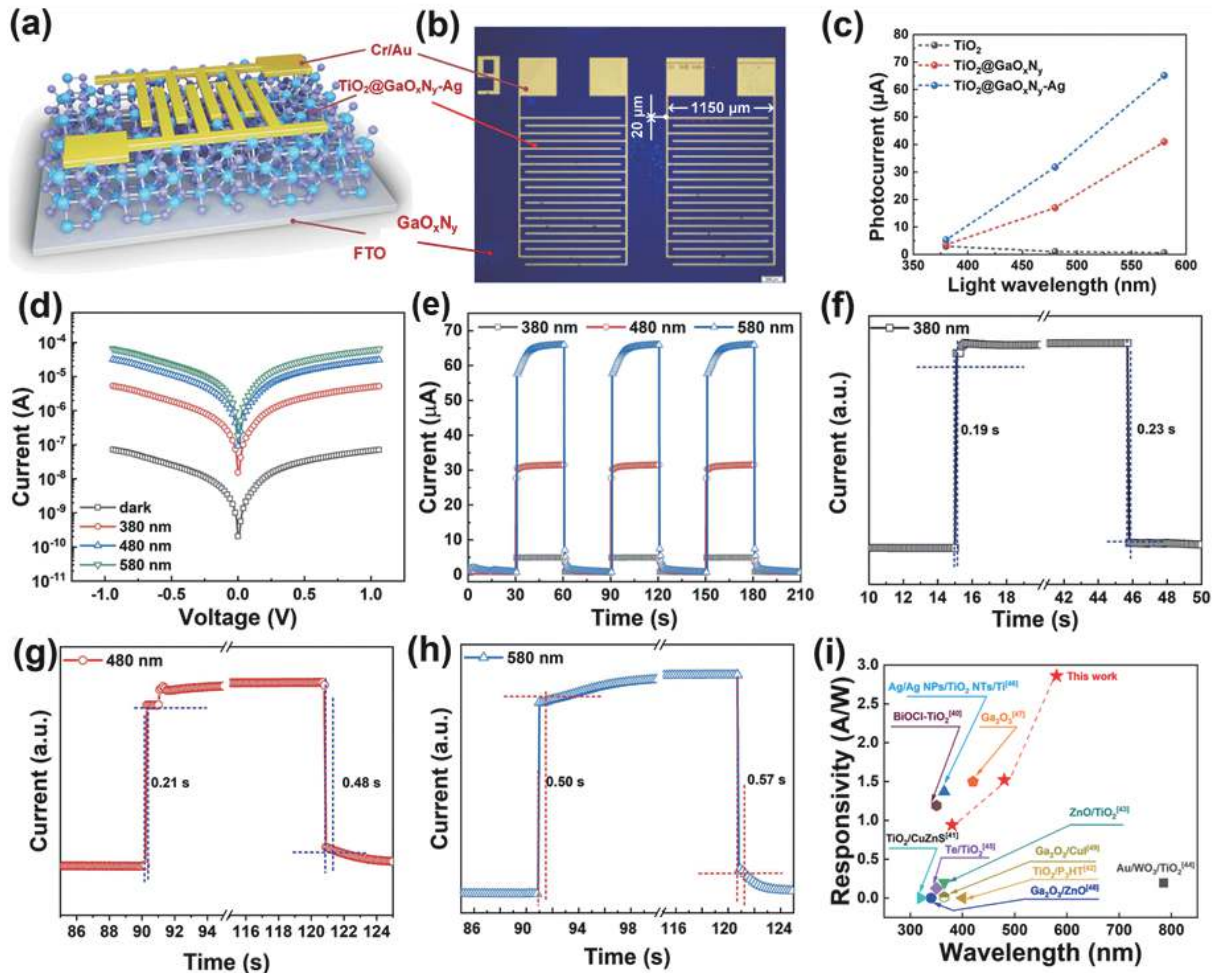 (a)
Cr/Au
TiO2@GaOxNy-Ag
GaOxNy
FTO
(b)
20 μm
1150 μm
(c)
Photocurrent (μA)
80
70
60
50
40
30
20
10
0
TiO2
TiO2@GaOxNy
TiO2@GaOxNy-Ag
350 400 450 500 550 600
Light wavelength (nm)
(d)
Current (A)
10-4
10-5
10-6
10-7
10-8
10-9
10-10
10-11
dark
380 nm
480 nm
580 nm
-1.0 -0.5 0.0 0.5 1.0
Voltage (V)
(e)
Current (μA)
70
60
50
40
30
20
10
0
380 nm 480 nm 580 nm
0 30 60 90 120 150 180 210
Time (s)
(f)
Current (a.u.)
380 nm
0.19 s
0.23 s
10 12 14 16 18 42 44 46 48 50
Time (s)
(g)
Current (a.u.)
480 nm
0.21 s
0.48 s
86 88 90 92 94 96 118 120 122 124
Time (s)
(h)
Current (a.u.)
580 nm
0.50 s
0.57 s
86 88 92 94 96 98 116 120 124
Time (s)
(i)
Responsivity (A/W)
3.0
2.5
2.0
1.5
1.0
0.5
0.0
This work
Ag/Ag NPs/TiO2 NTs/Ti[46]
BiOCl-TiO2[40]
Ga2O3[47]
TiO2/CuZnS[41]
Te/TiO2[45]
ZnO/TiO2[43]
Ga2O3/CuI[49]
TiO2/P3HT[42]
Ga2O3/ZnO[48]
Au/WO3/TiO2[44]
300 400 500 600 700 800
Wavelength (nm)